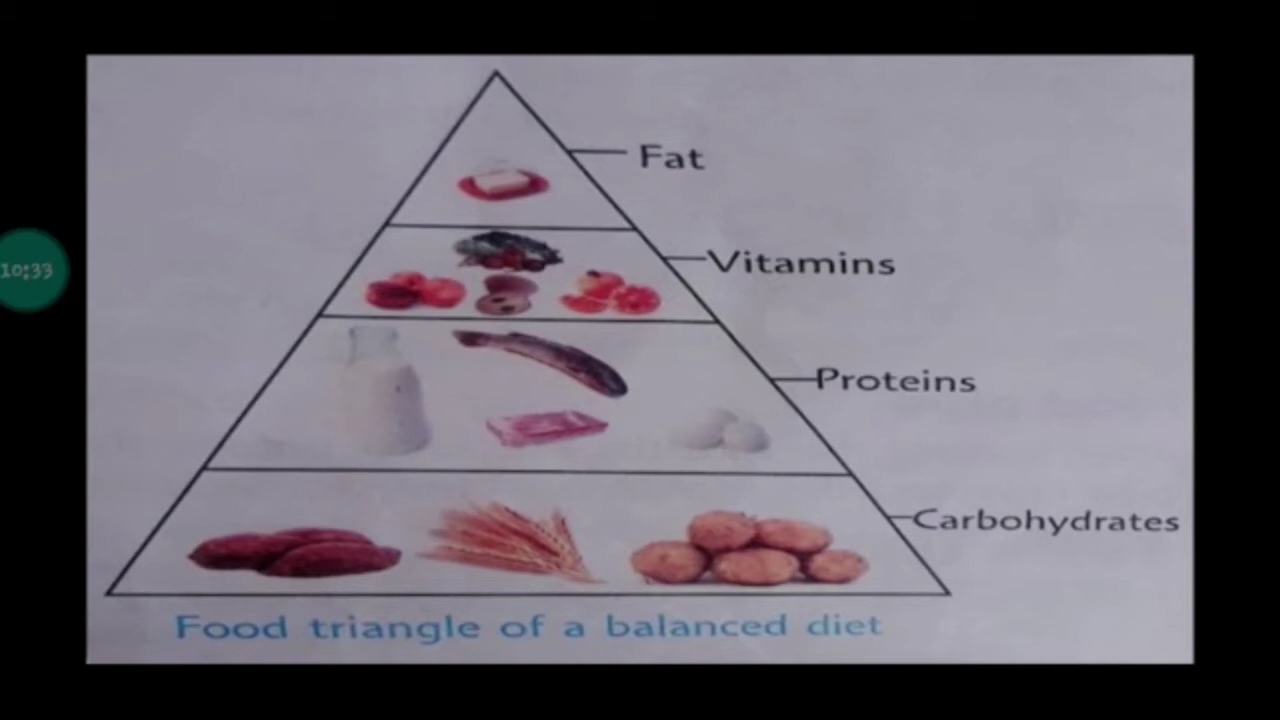 Fat
Vitamins
10:33
Proteins
Carbohydrates
Food triangle of a balanced diet